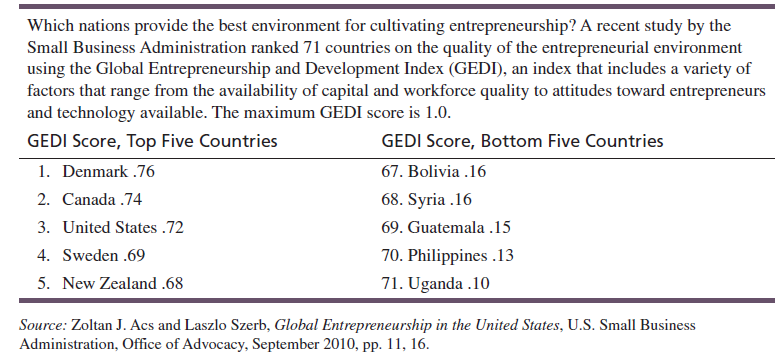 Which nations provide the best environment for cultivating entrepreneurship? A recent study by the
Small Business Administration ranked 71 countries on the quality of the entrepreneurial environment
using the Global Entrepreneurship and Development Index (GEDI), an index that includes a variety of
factors that range from the availability of capital and workforce quality to attitudes toward entrepreneurs
and technology available. The maximum GEDI score is 1.0.
GEDI Score, Top Five Countries
1. Denmark .76
2. Canada .74
3. United States .72
4. Sweden .69
5. New Zealand .68
GEDI Score, Bottom Five Countries
67. Bolivia .16
68. Syria .16
69. Guatemala .15
70. Philippines .13
71. Uganda .10
Source: Zoltan J. Acs and Laszlo Szerb, Global Entrepreneurship in the United States, U.S. Small Business
Administration, Office of Advocacy, September 2010, pp. 11, 16.